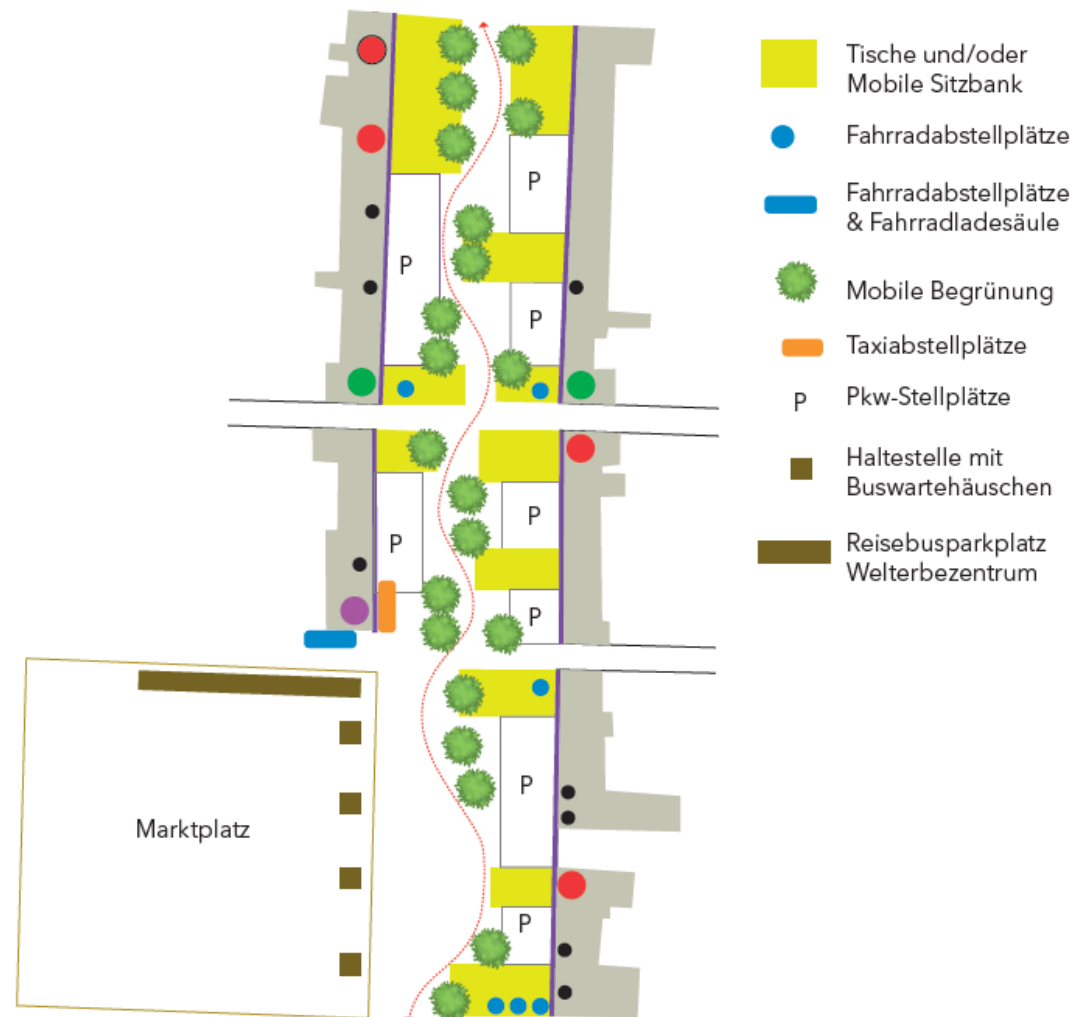 Tische und/oder
Mobile Sitzbank
Fahrradabstellplätze
Fahrradabstellplätze
& Fahrradladesäule
Mobile Begrünung
Taxiabstellplätze
P Pkw-Stellplätze
Haltestelle mit
Buswartehäuschen
Reisebusparkplatz
Welterbezentrum
P
P
P
P
P
P
Marktplatz
P
P